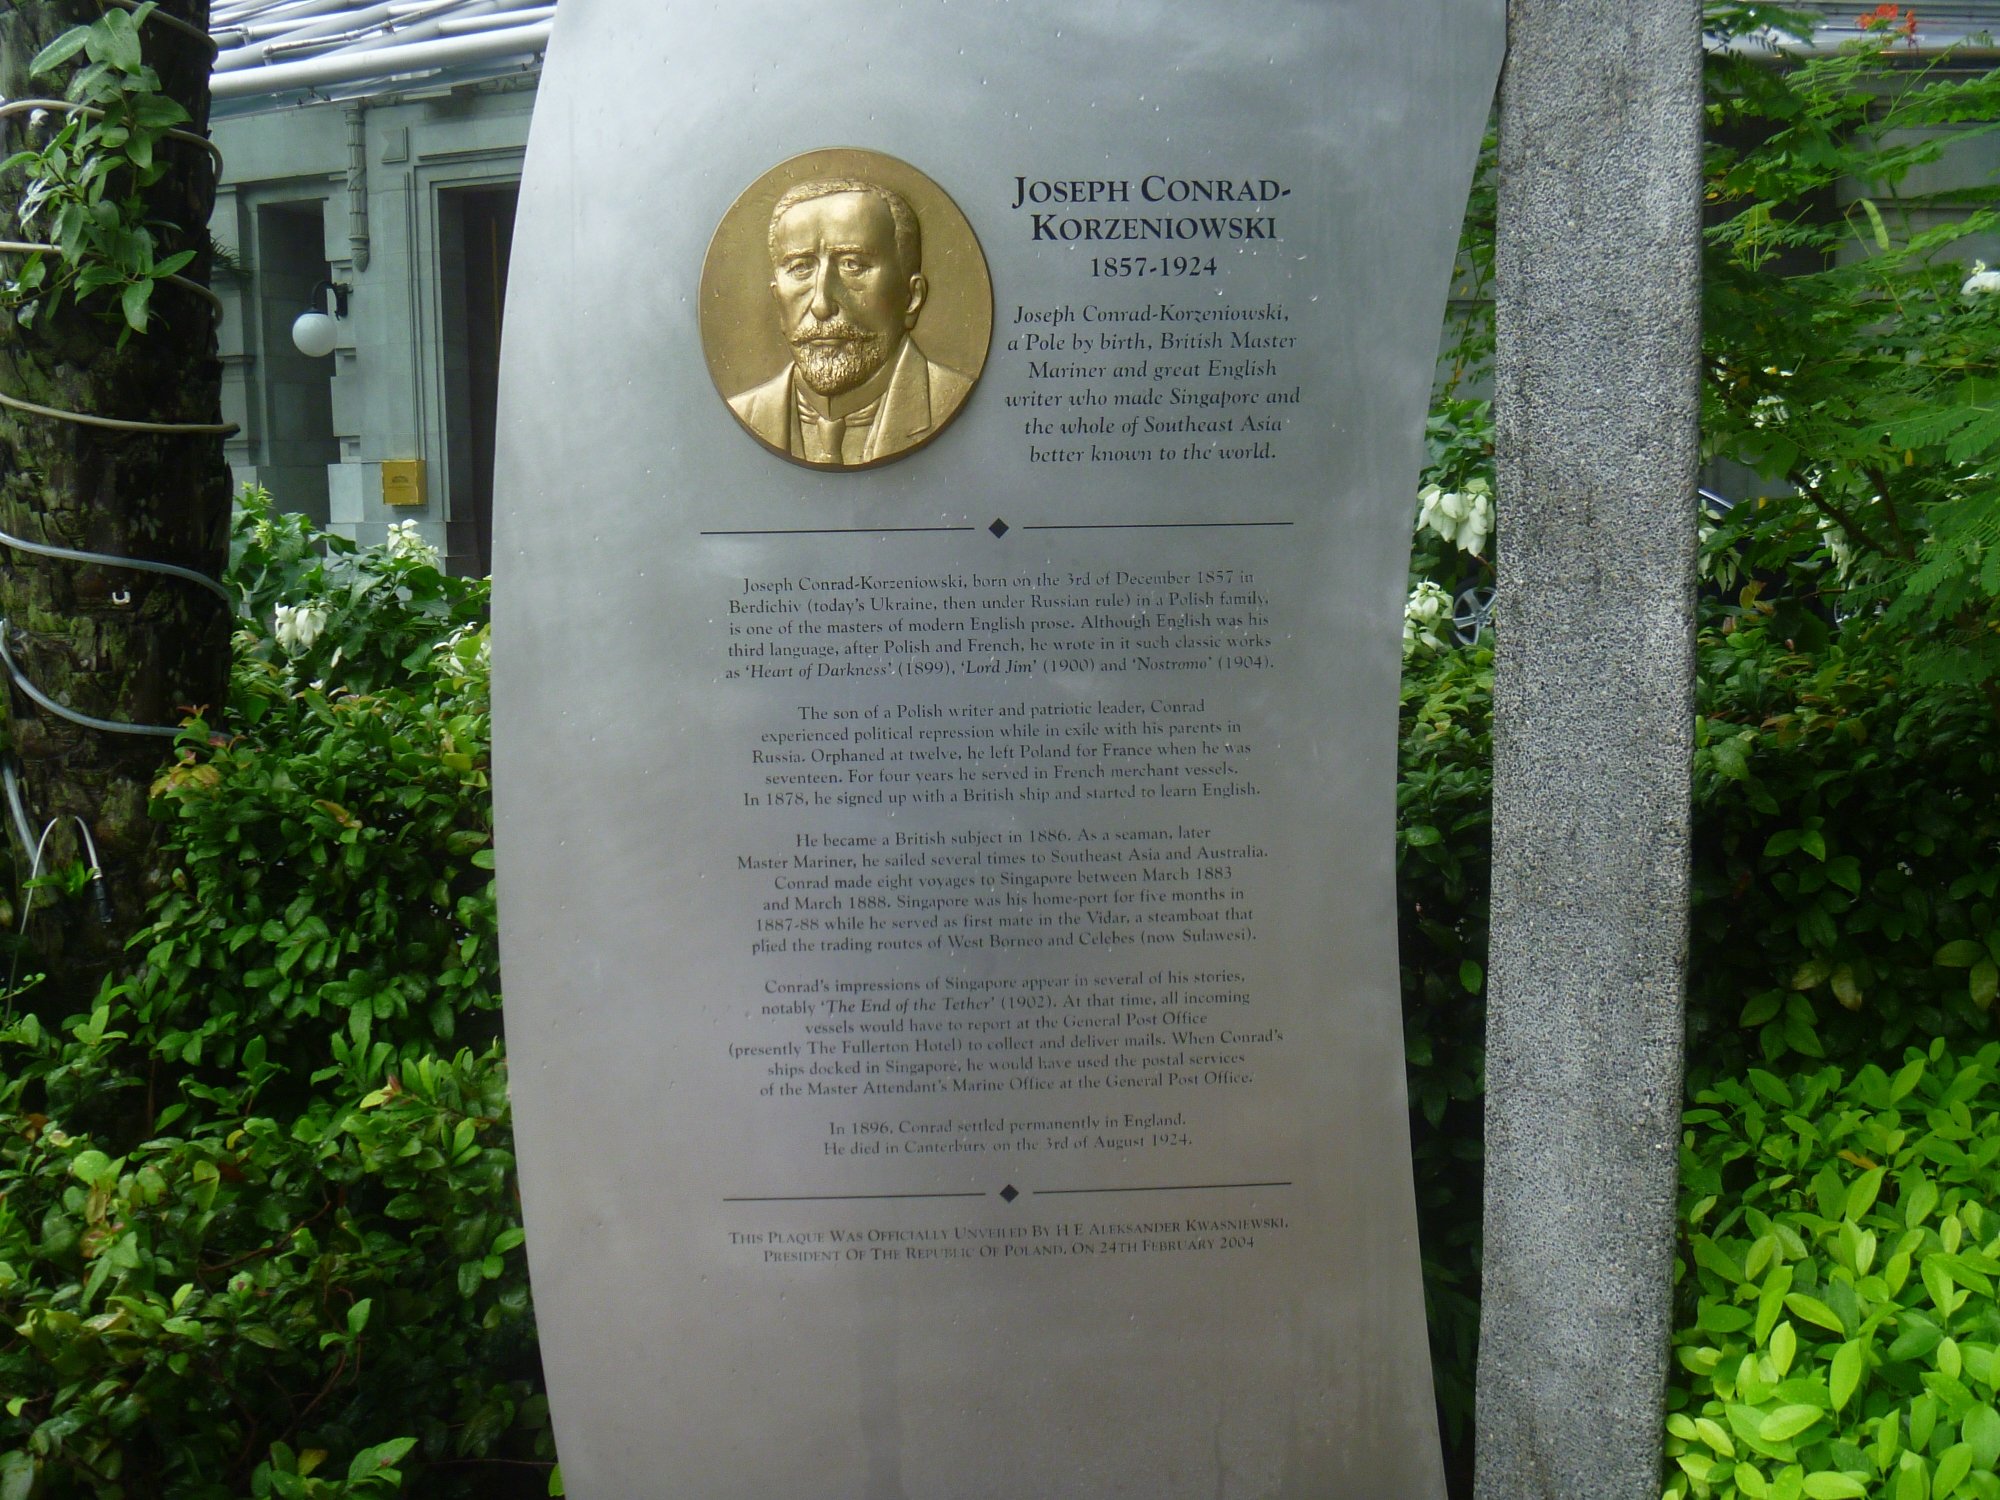 JOSEPH CONRAD-
KORZENIOWSKI
1857-1924
Joseph Conrad-Korzeniowski,
a Pole by birth, British Master
Mariner and great English
writer who made Singapore and
the whole of Southeast Asia
better known to the world.
Joseph Conrad-Korzeniowski, born on the 3rd of December 1857 in
Berdichiv (today's Ukraine, then under Russian rule) in a Polish family,
is one of the masters of modern English prose. Although English was his
third language, after Polish and French, he wrote in it such classic works
as 'Heart of Darkness' (1899), 'Lord Jim' (1900) and 'Nostromo' (1904).
The son of a Polish writer and patriotic leader, Conrad
experienced political repression while in exile with his parents in
Russia. Orphaned at twelve, he left Poland for France when he was
seventeen. For four years he served in French merchant vessels.
In 1878, he signed up with a British ship and started to learn English.
He became a British subject in 1886. As a seaman, later
Master Mariner, he sailed several times to Southeast Asia and Australia.
Conrad made eight voyages to Singapore between March 1883
and March 1888. Singapore was his home-port for five months in
1887-88 while he served as first mate in the Vidar, a steamboat that
plied the trading routes of West Borneo and Celebes (now Sulawesi).
Conrad's impressions of Singapore appear in several of his stories,
notably 'The End of the Tether' (1902). At that time, all incoming
vessels would have to report at the General Post Office
(presently The Fullerton Hotel) to collect and deliver mails. When Conrad's
ships docked in Singapore, he would have used the postal services
of the Master Attendant's Marine Office at the General Post Office.
In 1896, Conrad settled permanently in England.
He died in Canterbury on the 3rd of August 1924.
THIS PLAQUE WAS OFFICIALLY UNVEILED BY H E ALEKSANDER KWASNIEWSKI,
PRESIDENT OF THE REPUBLIC OF POLAND, ON 24TH FEBRUARY 2004